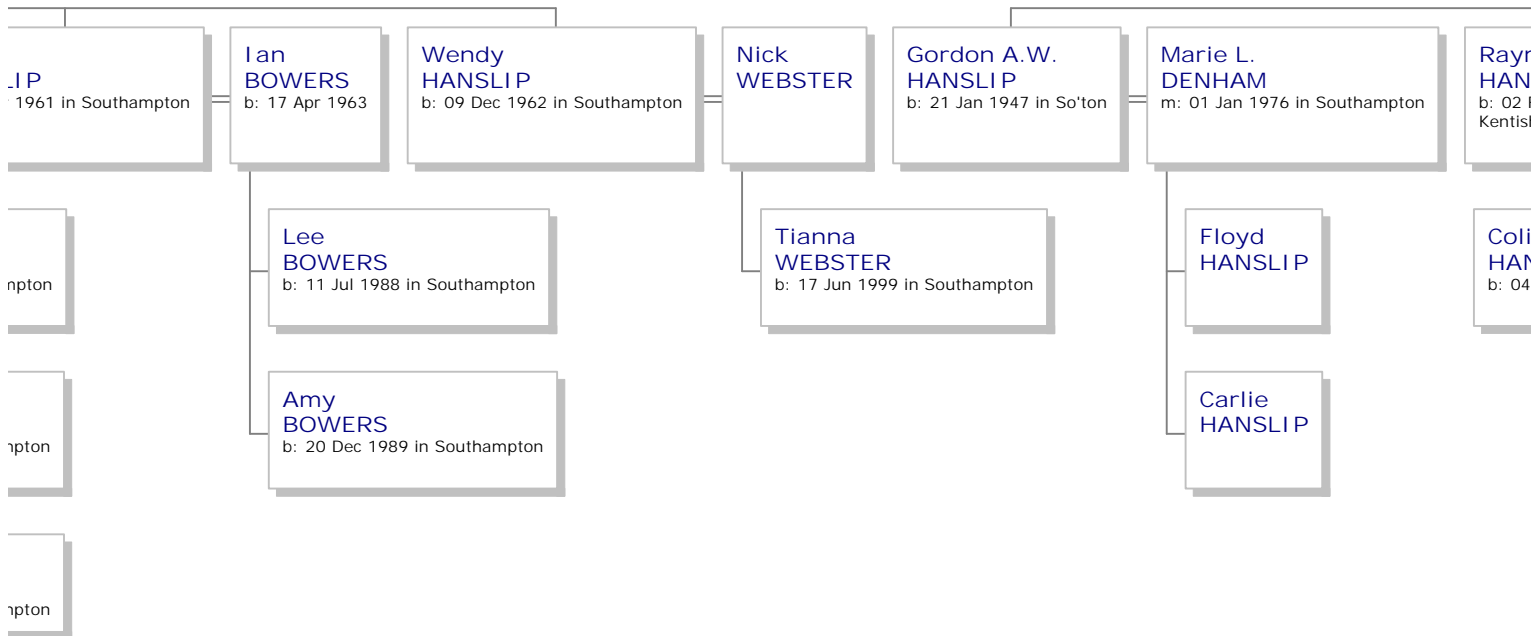 1961 in Southampton
Ian
BOWERS
b: 17 Apr 1963
Wendy
HANSLIP
b: 09 Dec 1962 in Southampton
Nick
WEBSTER
Gordon A.W.
HANSLIP
b: 21 Jan 1947 in So'ton
Marie L.
DENHAM
m: 01 Jan 1976 in Southampton
b: 02
Lee
BOWERS
b: 11 Jul 1988 in Southampton
Tianna
WEBSTER
b: 17 Jun 1999 in Southampton
Floyd
HANSLIP
b: 04
Amy
BOWERS
b: 20 Dec 1989 in Southampton
Carlie
HANSLIP